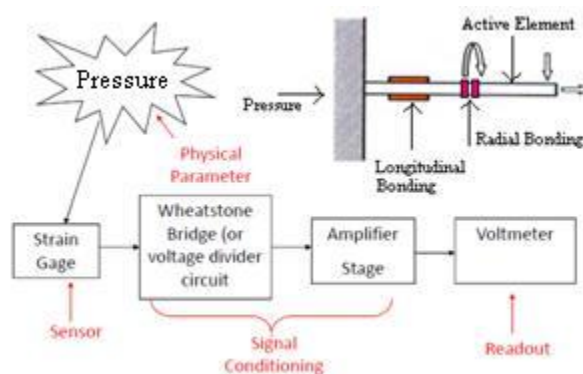 Pressure
Active Element
Pressure
Radial Bonding
Longitudinal
Bonding
Physical
Parameter
Strain
Gage
Wheatstone
Bridge (or
voltage divider
circuit
Amplifier
Stage
Voltmeter
Sensor
Signal
Conditioning
Readout